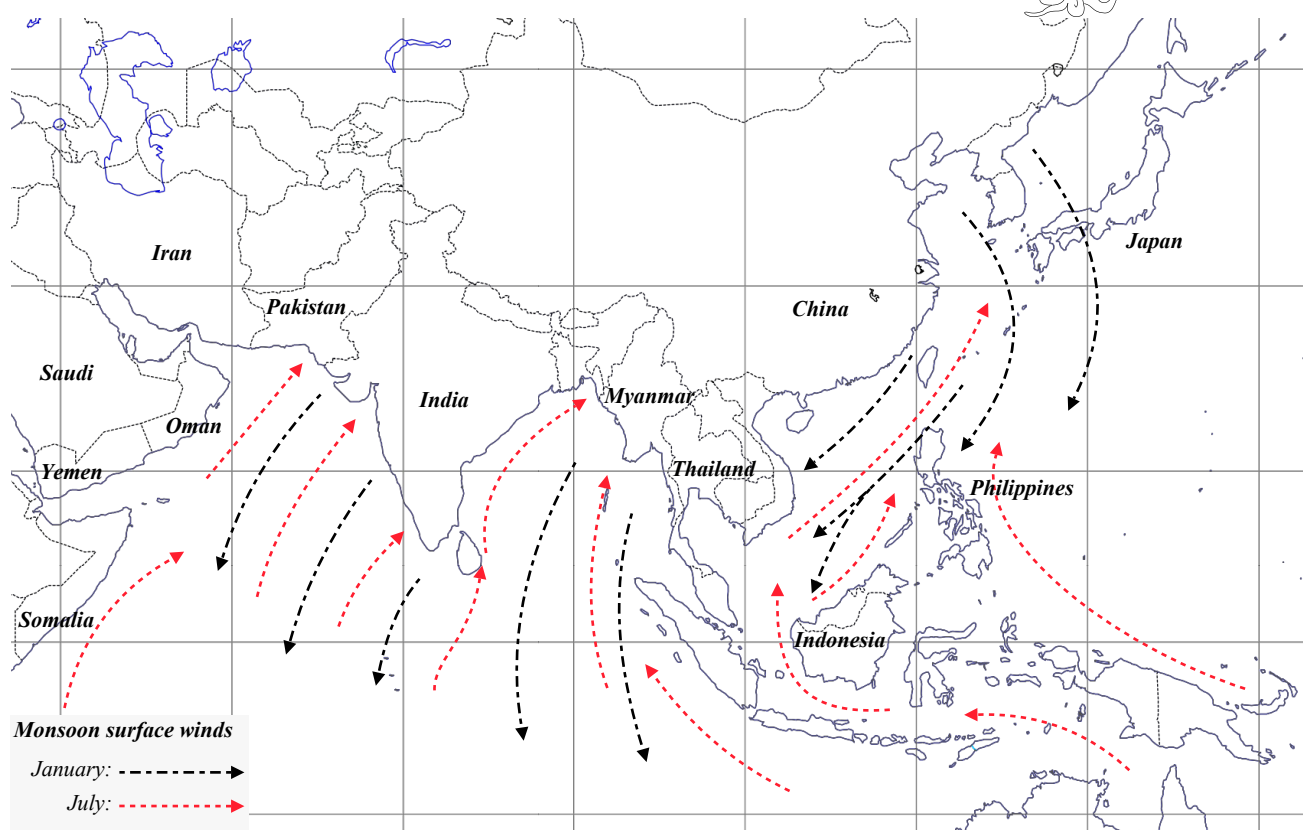 Japan
Iran
Pakistan
China
Saudi
India
Myanmar
Oman
Yemen
Thailand
Philippines
Somalia
Indonesia
Monsoon surface winds
January:
July: